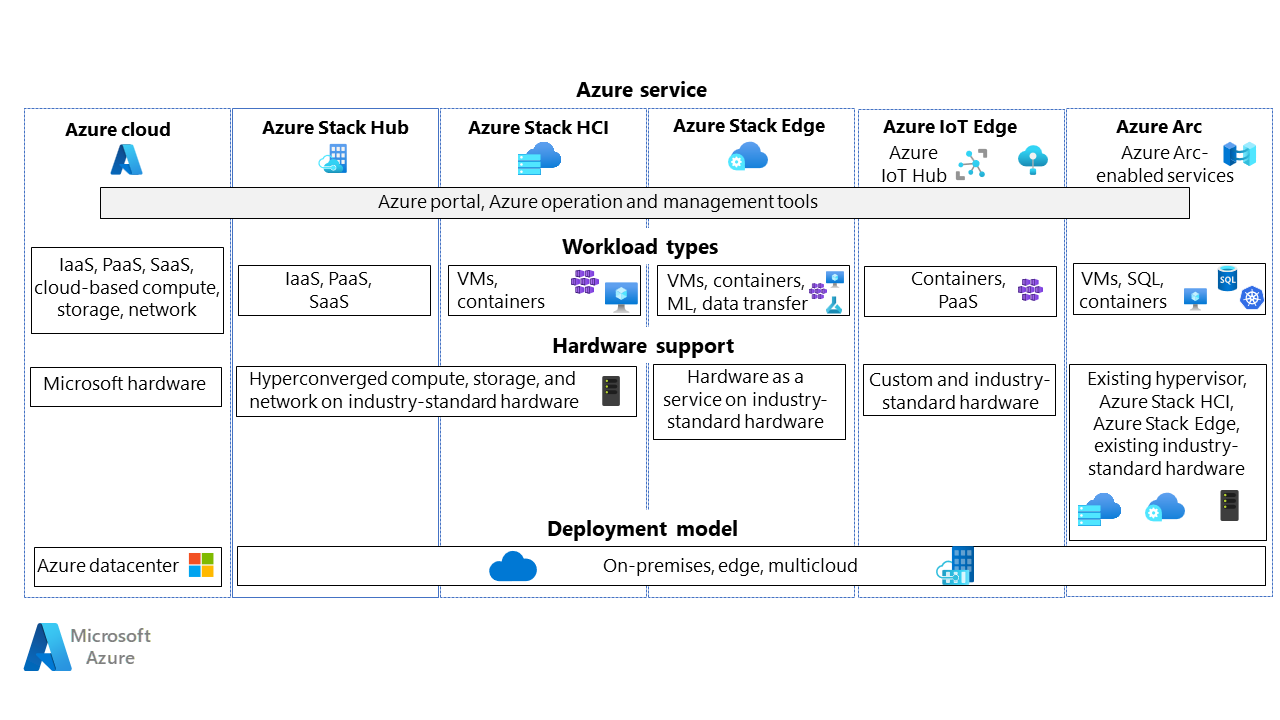 Azure service
Azure cloud
Azure Stack Hub
Azure Stack HCI
Azure Stack Edge
Azure IoT Edge
Azure
IoT Hub
Azure Arc
Azure Arc-
enabled services
Azure portal, Azure operation and management tools
Workload types
IaaS, PaaS, SaaS,
cloud-based compute,
storage, network
IaaS, PaaS,
SaaS
VMs,
containers
VMs, containers,
ML, data transfer
Containers,
PaaS
VMs, SQL,
containers
SQL
Hardware support
Microsoft hardware
Hyperconverged compute, storage, and
network on industry-standard hardware
Hardware as a
service on industry-
standard hardware
Custom and industry-
standard hardware
Existing hypervisor,
Azure Stack HCI,
Azure Stack Edge,
existing industry-
standard hardware
Deployment model
Azure datacenter
On-premises, edge, multicloud
Microsoft
Azure